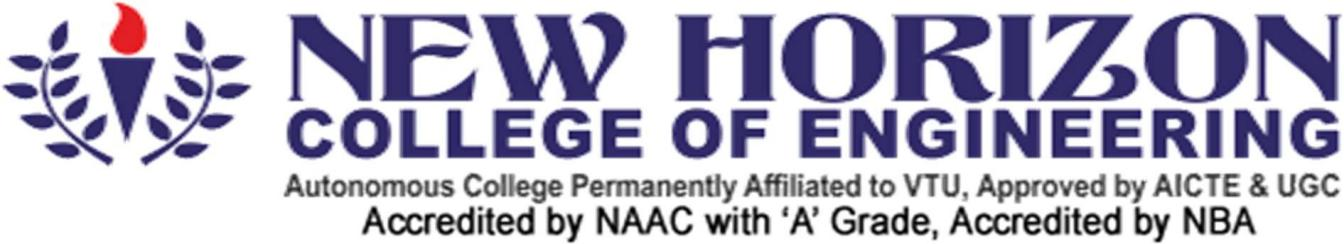 NEW HORIZON
COLLEGE OF ENGINEERING
Autonomous College Permanently Affiliated to VTU, Approved by AICTE & UGC
Accredited by NAAC with ‘A’ Grade, Accredited by NBA